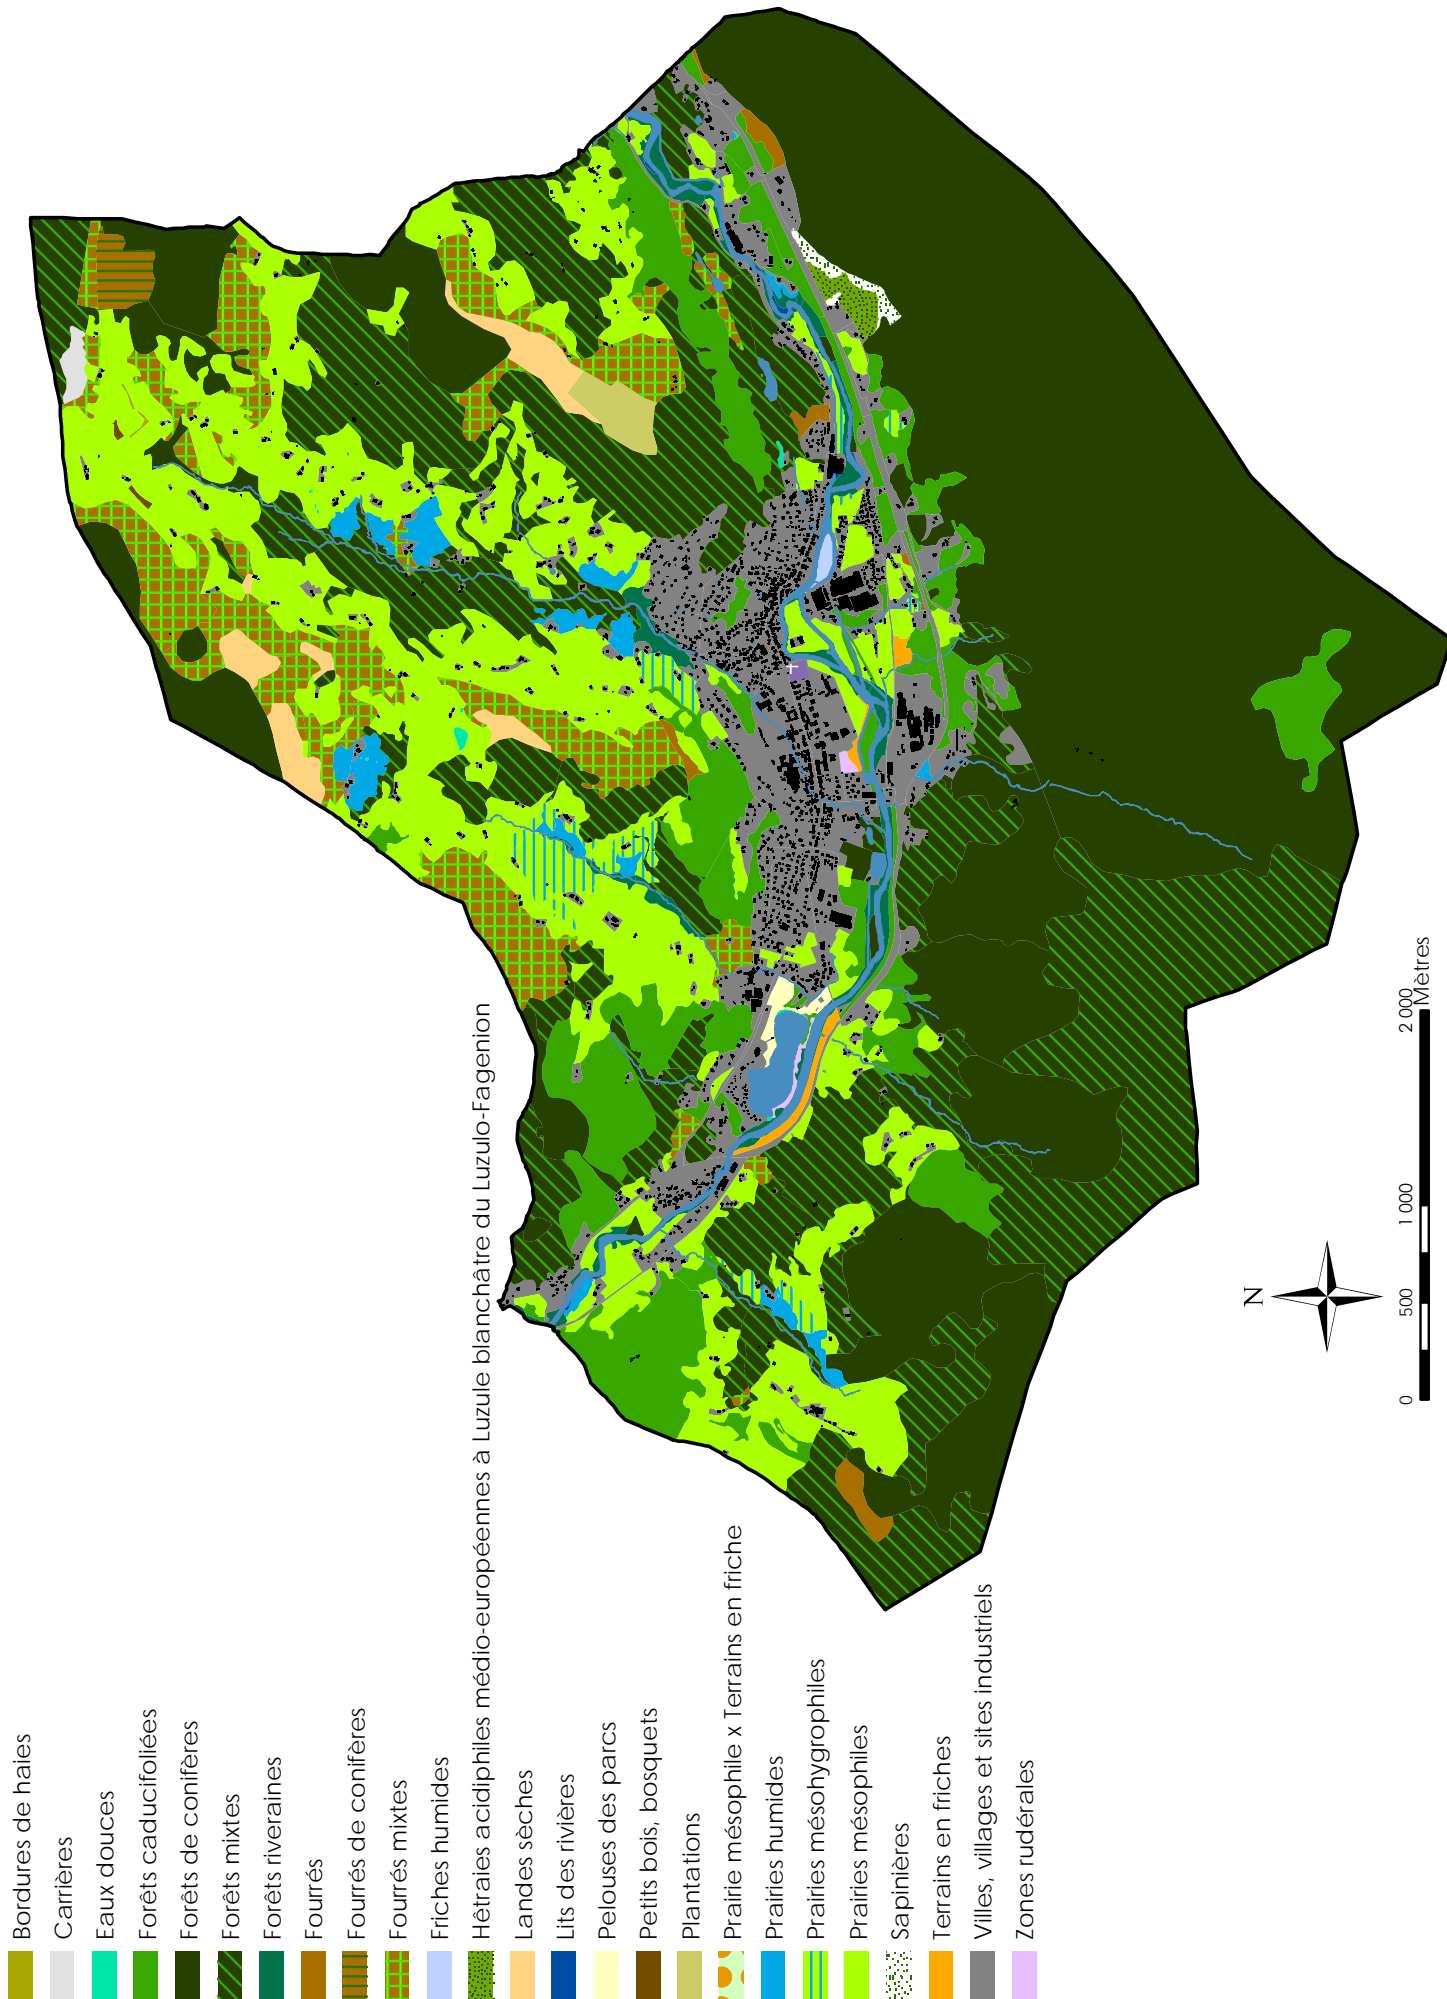 Bordures de haies
Carrières
Eaux douces
Forêts caducifoliées
Forêts de conifères
Forêts mixtes
Forêts riveraines
Fourrés
Fourrés de conifères
Fourrés mixtes
Friches humides
Hêtraies acidiphiles médio-européennes à Luzule blanchâtre du Luzulo-Fagenion
Landes sèches
Lits des rivières
Pelouses des parcs
Petits bois, bosquets
Plantations
Prairie mésophile x Terrains en friche
Prairies humides
Prairies mésohygrophiles
Prairies mésophiles
Sapinières
Terrains en friches
Villes, villages et sites industriels
Zones rudérales
N
0 500 1 000 2 000
Mètres